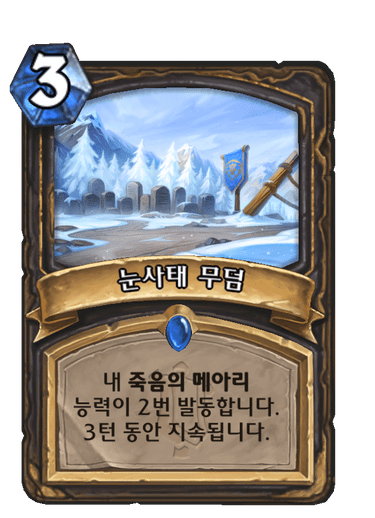 3
눈사태 무덤
내 죽음의 메아리
능력이 2번 발동합니다.
3턴 동안 지속됩니다.